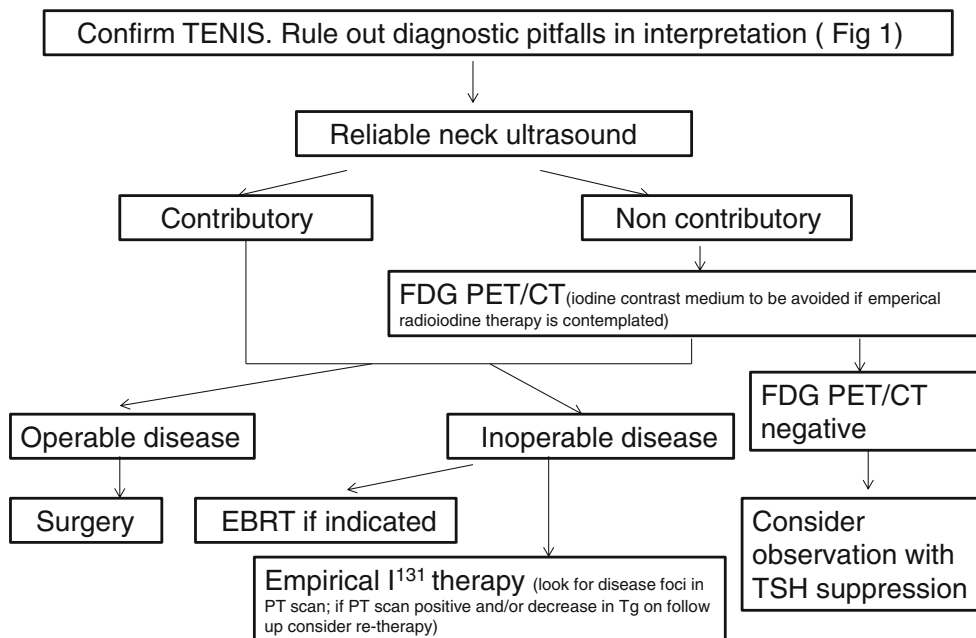 Confirm TENIS. Rule out diagnostic pitfalls in interpretation ( Fig 1)
Reliable neck ultrasound
Contributory
Non contributory
FDG PET/CT (iodine contrast medium to be avoided if emperical
radioiodine therapy is contemplated)
FDG PET/CT
negative
Operable disease
Inoperable disease
Surgery
EBRT if indicated
Consider
observation with
TSH suppression
Empirical I¹³¹ therapy (look for disease foci in
PT scan; if PT scan positive and/or decrease in Tg on follow
up consider re-therapy)